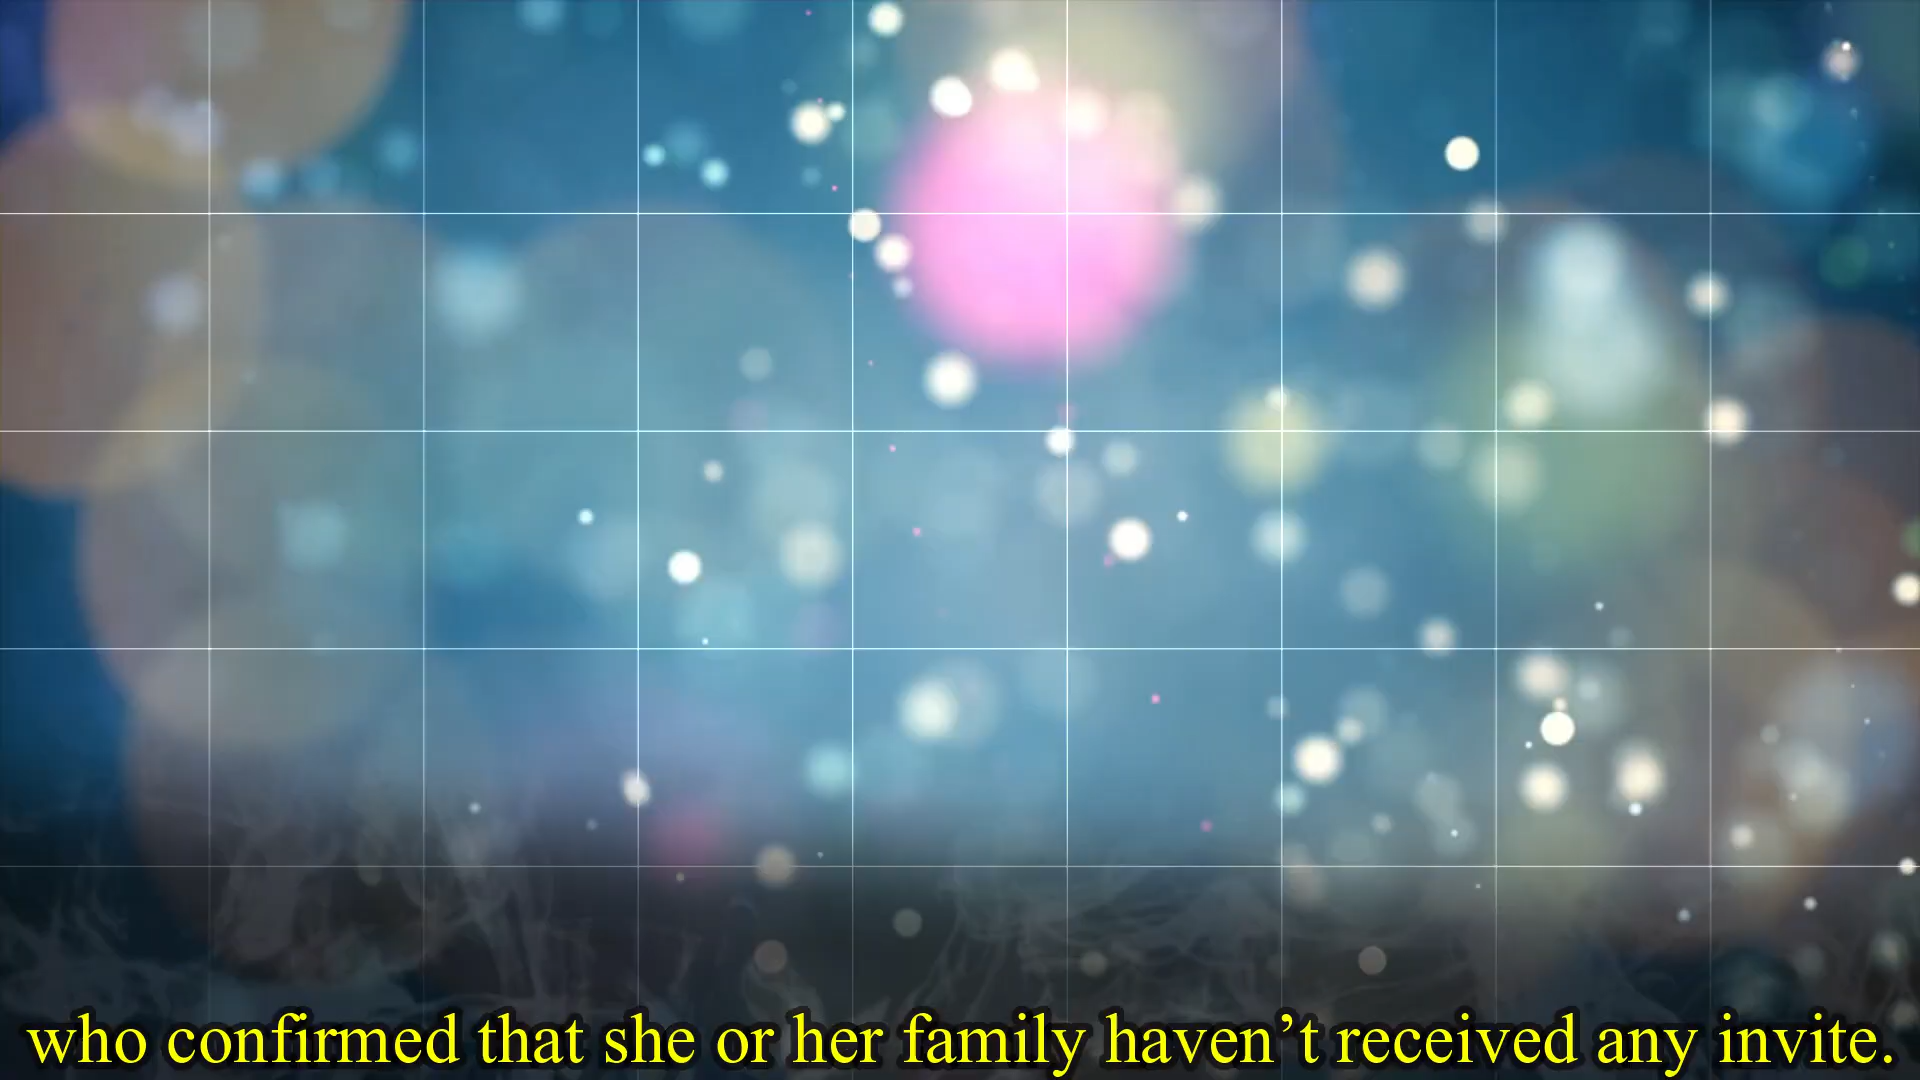 who confirmed that she or her family haven’t received any invite.